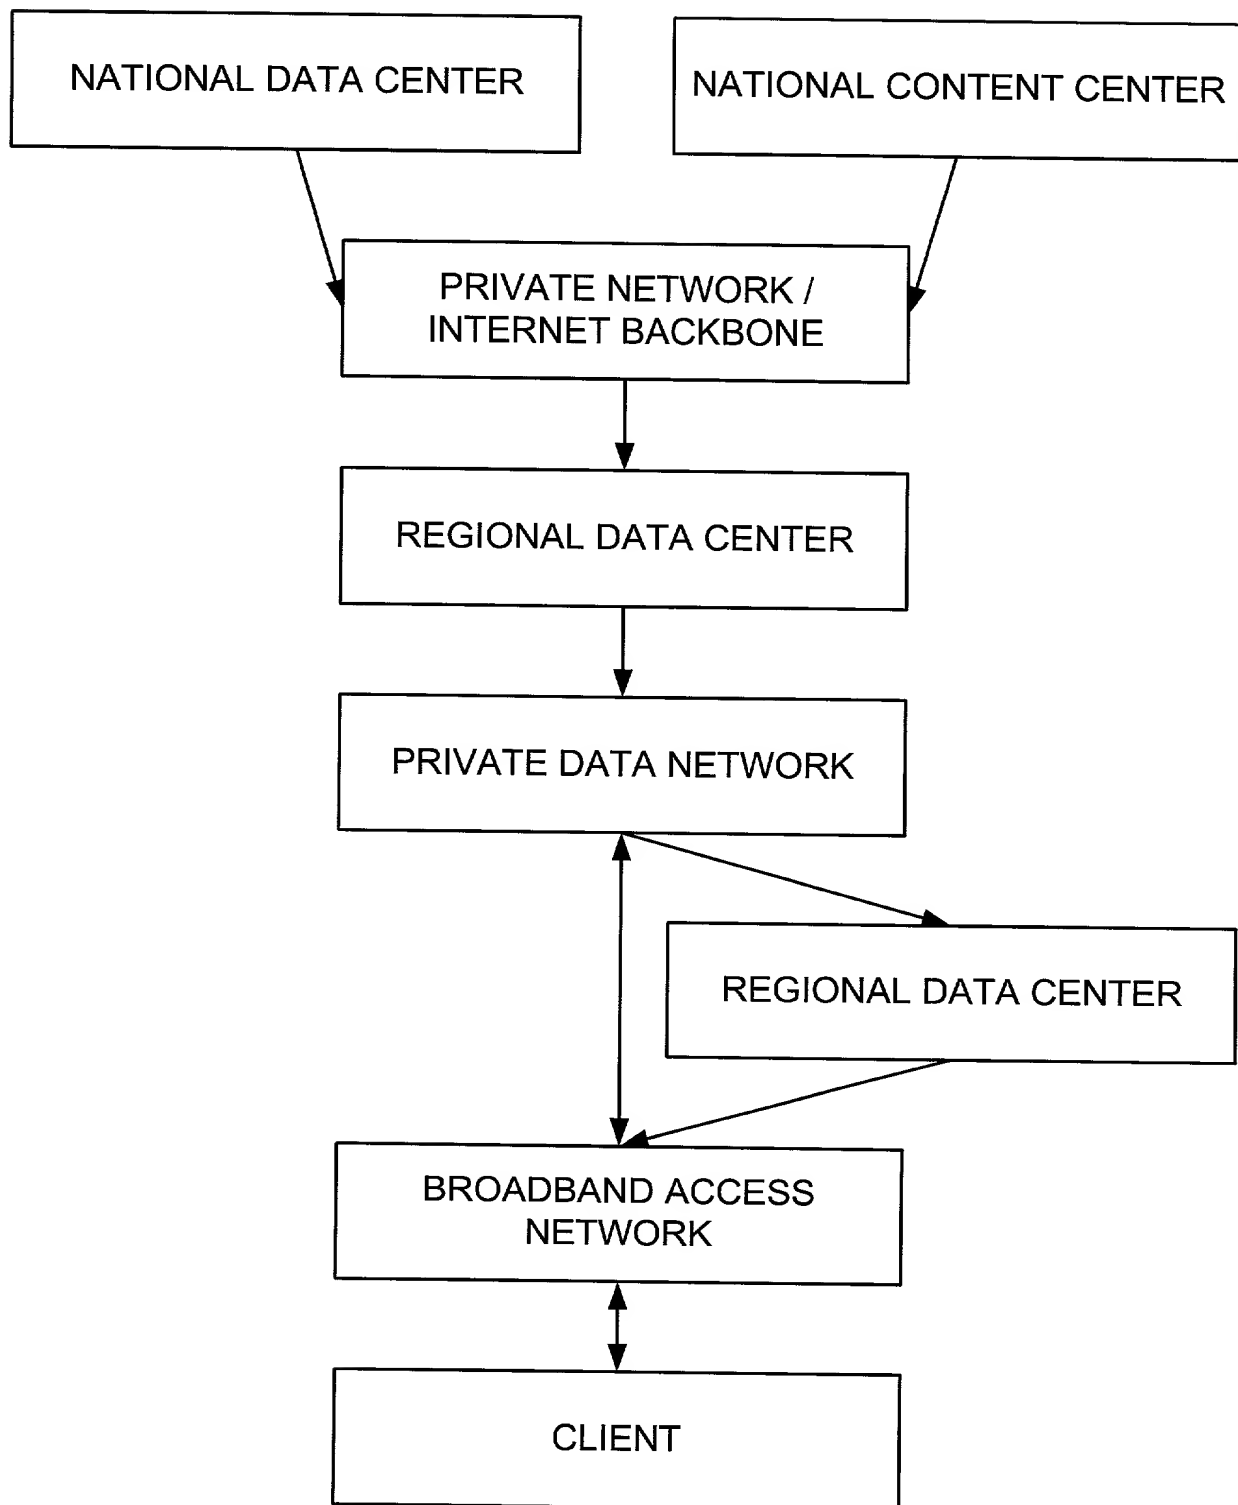 NATIONAL DATA CENTER
NATIONAL CONTENT CENTER
PRIVATE NETWORK /
INTERNET BACKBONE
REGIONAL DATA CENTER
PRIVATE DATA NETWORK
REGIONAL DATA CENTER
BROADBAND ACCESS
NETWORK
CLIENT